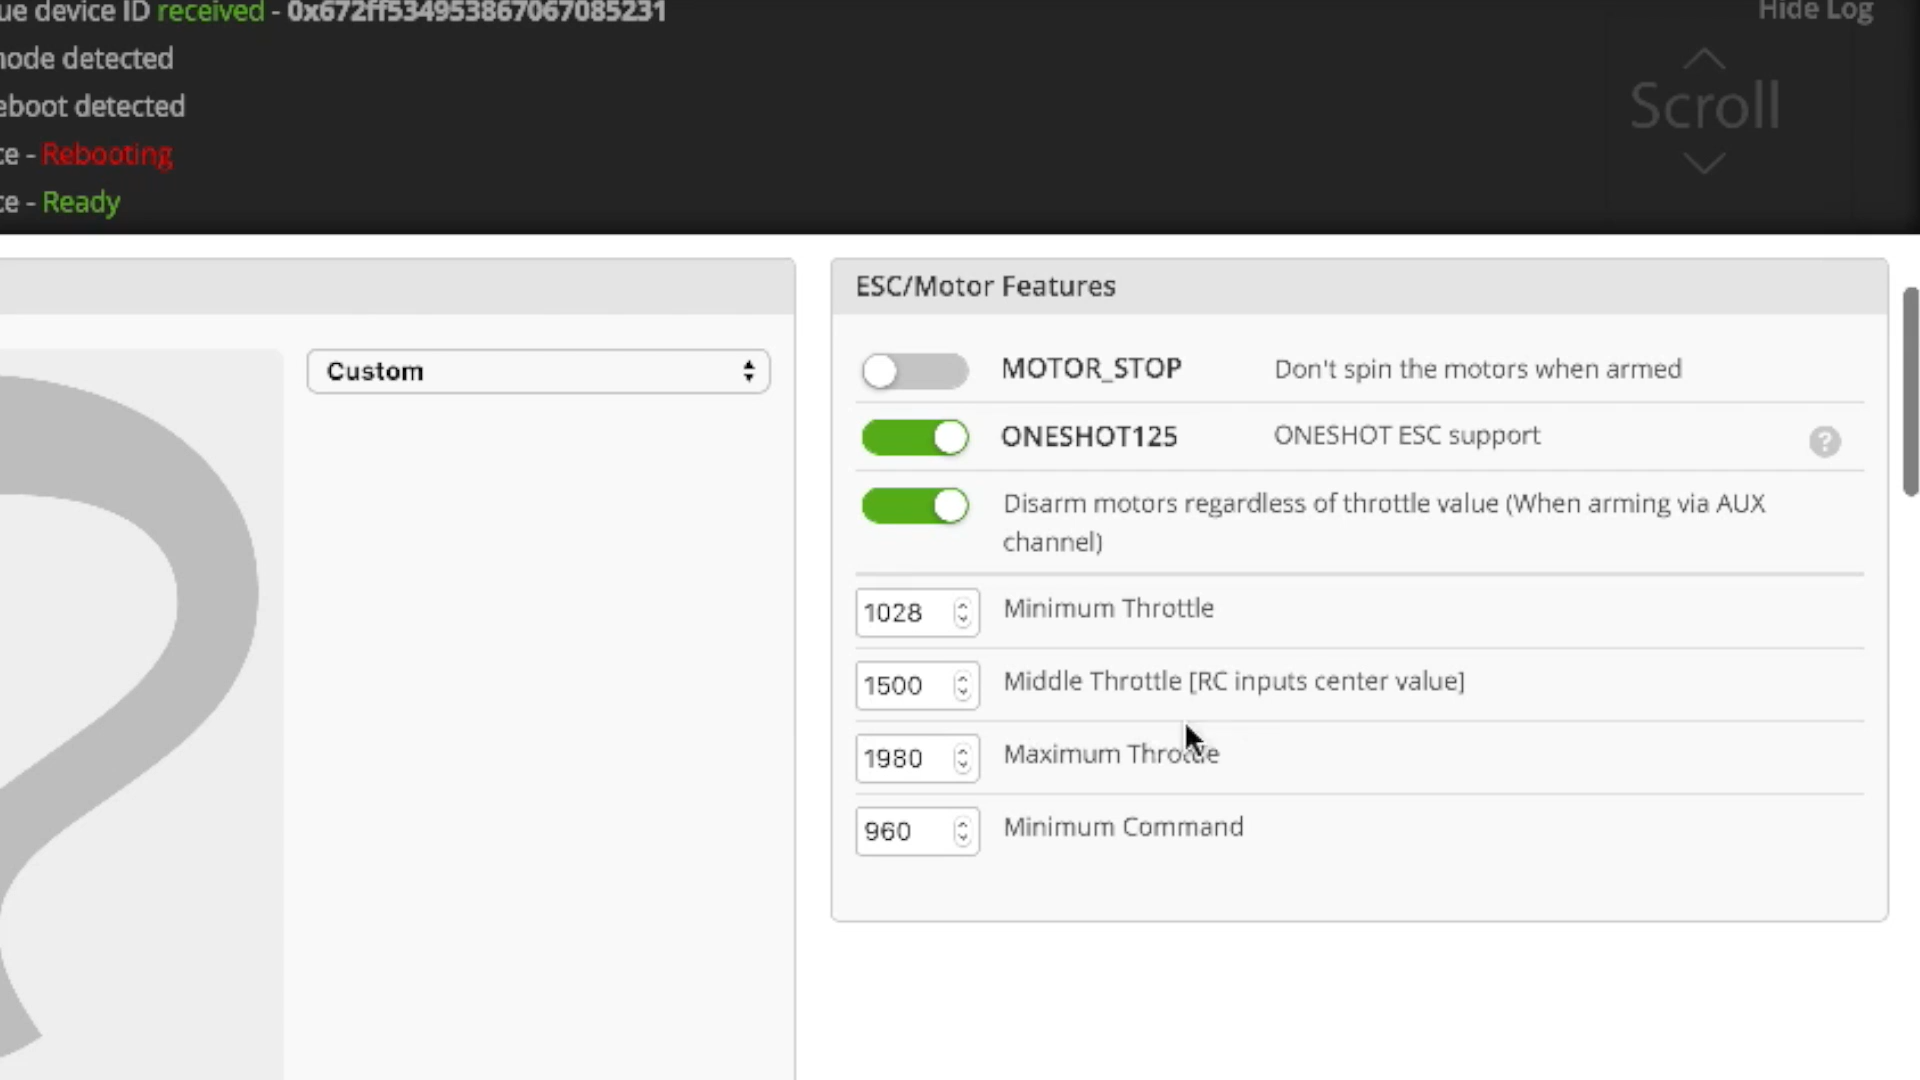 ue device ID received - 0x672ff534953867067085231
Hide Log
node detected
eboot detected
Scroll
ce - Rebooting
ce - Ready
ESC/Motor Features
Custom
MOTOR_STOP Don't spin the motors when armed
ONESHOT125 ONESHOT ESC support ?
Disarm motors regardless of throttle value (When arming via AUX
channel)
1028 Minimum Throttle
1500 Middle Throttle [RC inputs center value]
1980 Maximum Throttle
960 Minimum Command